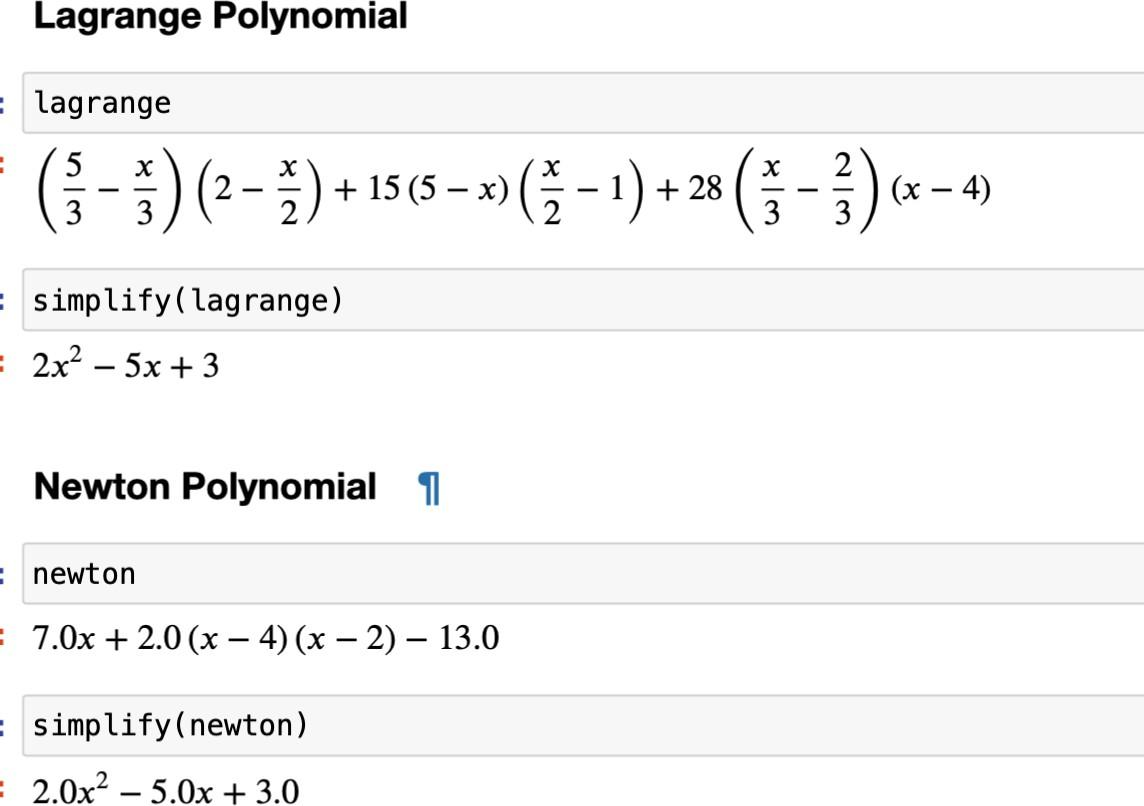 Lagrange Polynomial
: lagrange
: (5/3 − x/3) (2 − x/2) + 15 (5 − x) (x/2 − 1) + 28 (x/3 − 2/3) (x − 4)
: simplify(lagrange)
: 2x² − 5x + 3
Newton Polynomial ¶
: newton
: 7.0x + 2.0 (x − 4) (x − 2) − 13.0
: simplify(newton)
: 2.0x² − 5.0x + 3.0